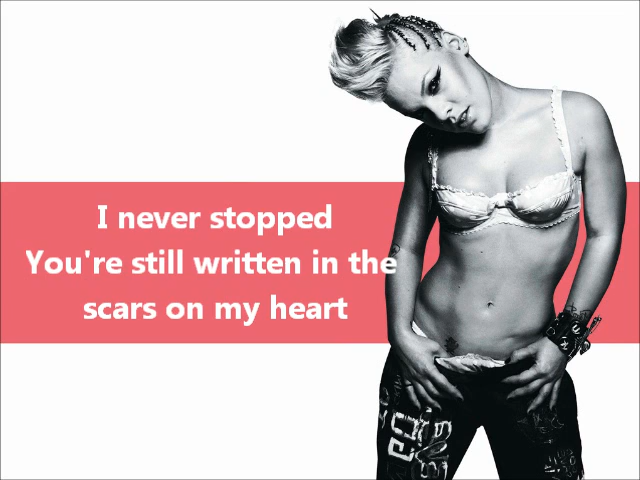 I never stopped
You're still written in the
scars on my heart